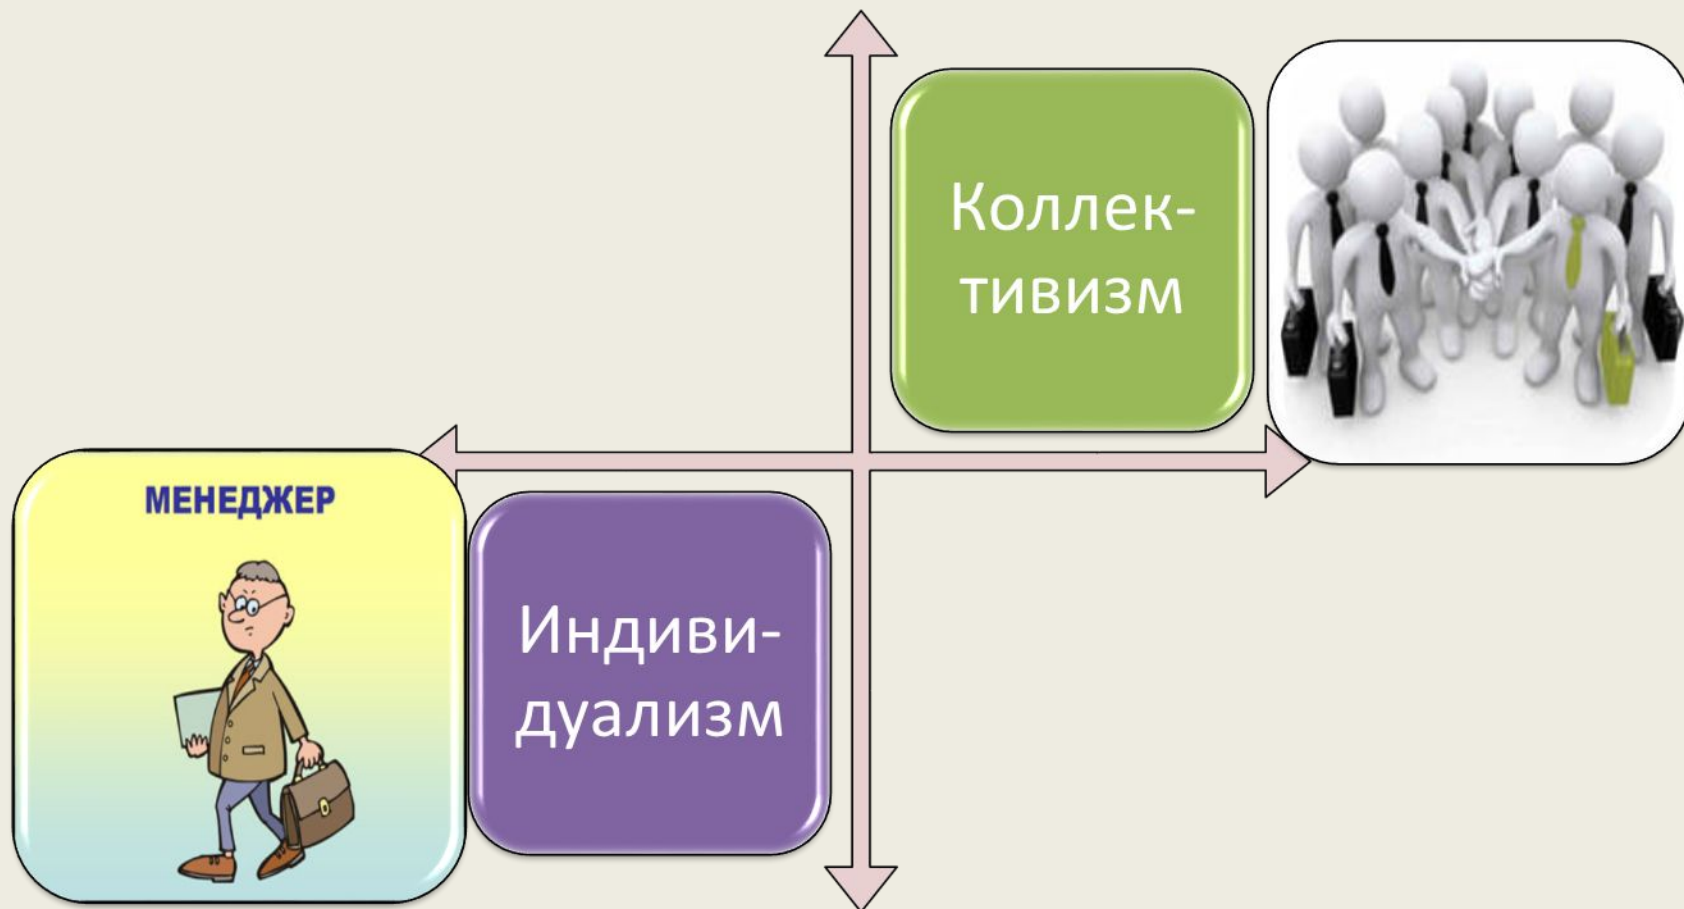 Коллек-
тивизм
МЕНЕДЖЕР
Индиви-
дуализм